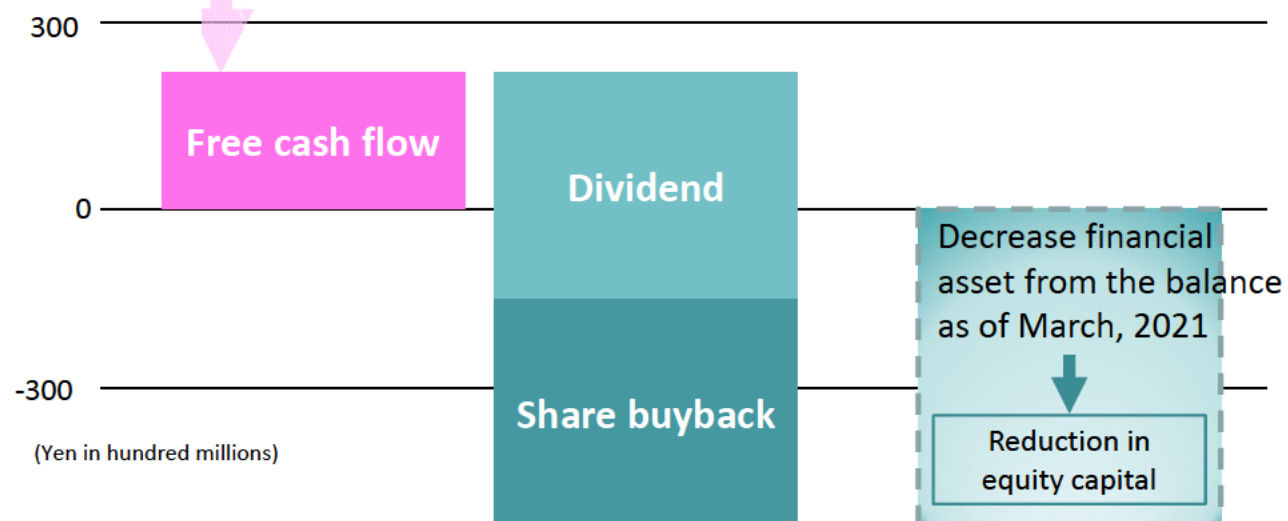 300
Free cash flow
Dividend
0
Decrease financial
asset from the balance
as of March, 2021
-300
Share buyback
Reduction in
equity capital
(Yen in hundred millions)